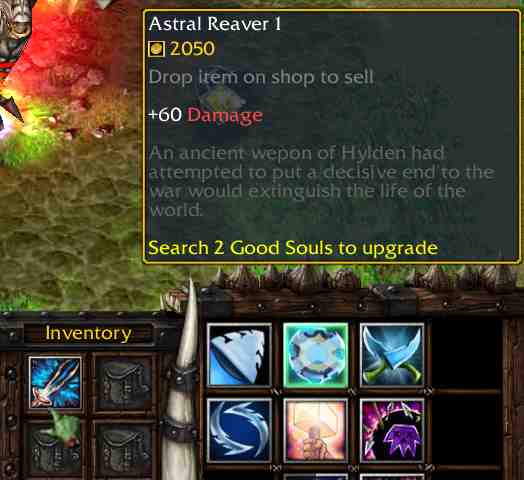 Astral Reaver 1
2050
Drop item on shop to sell
+60 Damage
An ancient wepon of Hylden had
attempted to put a decisive end to the
war would extinguish the life of the
world.
Search 2 Good Souls to upgrade
Inventory